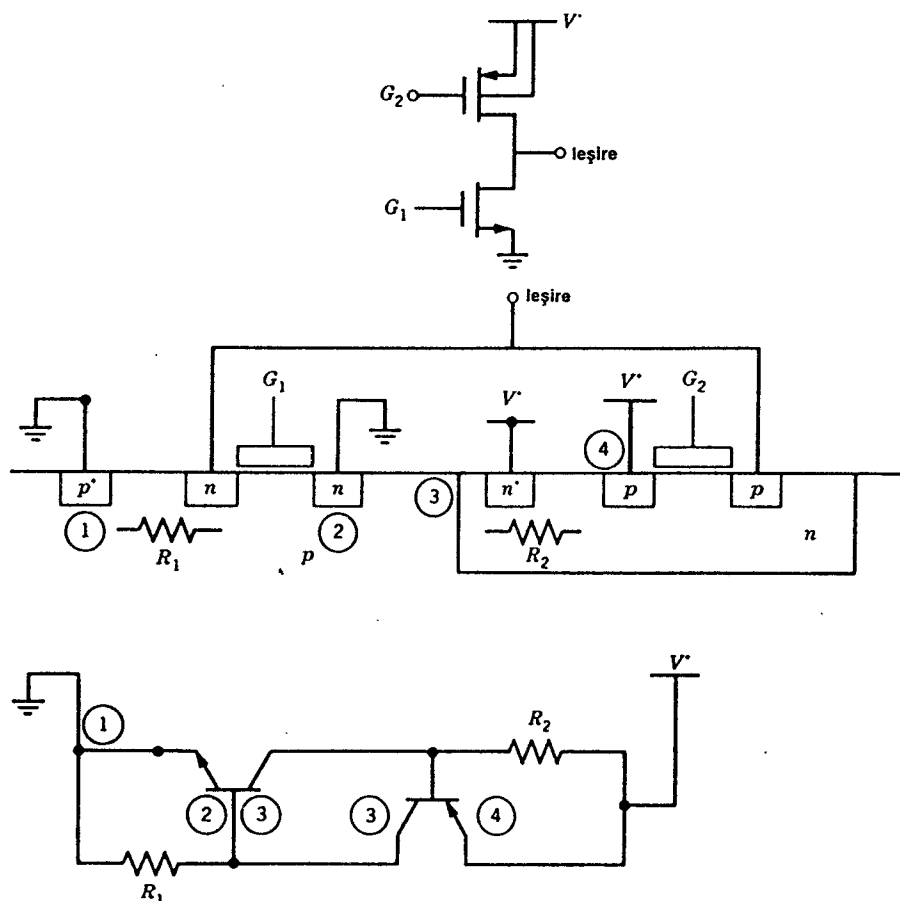 V⁺
G₂
Ieşire
G₁
Ieşire
G₁
V⁺
V⁺
G₂
4
p⁺
n
n
3
n⁺
p
p
1
R₁
2
p
R₂
n
V⁺
1
R₂
2
3
3
4
R₁